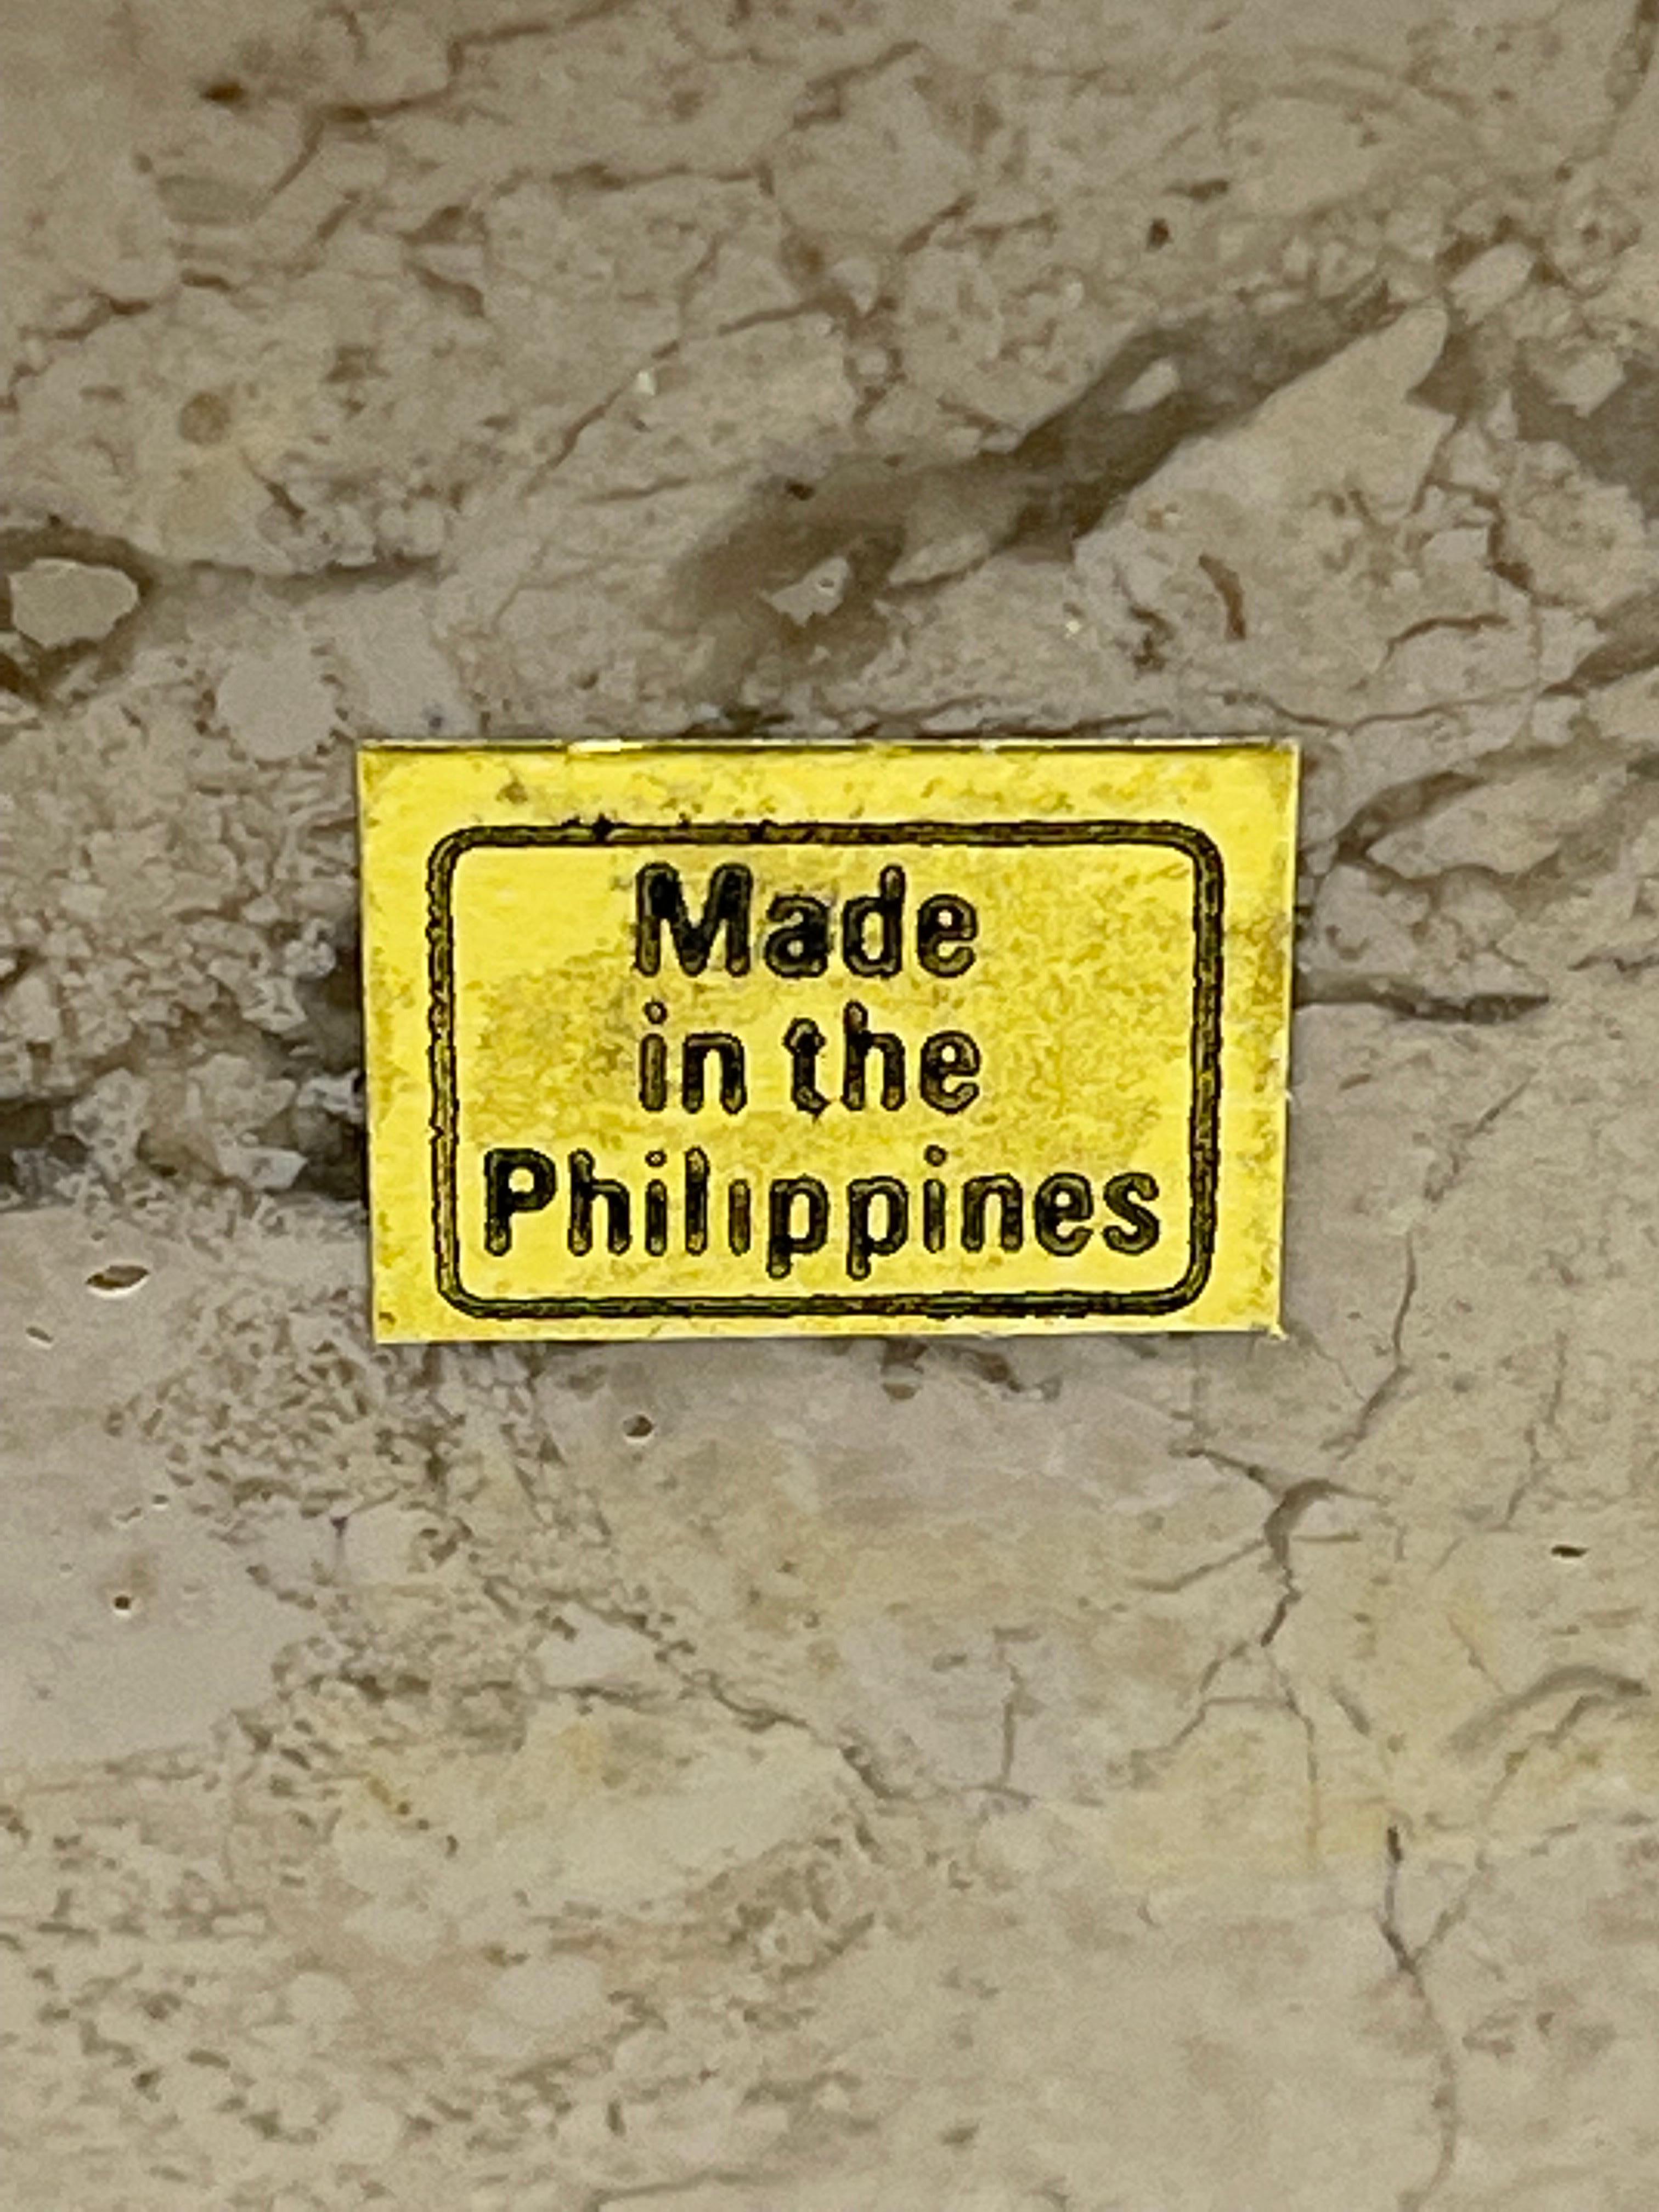 Made
in the
Philippines